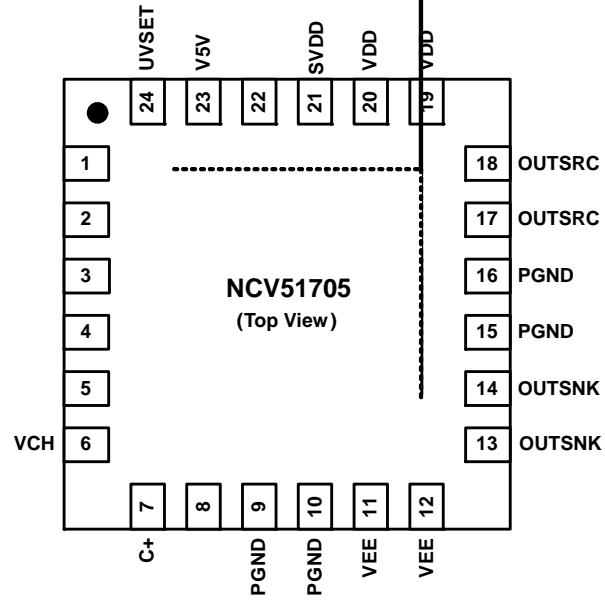 UVSET V5V SVDD VDD VDD
24 23 22 21 20 19
1 18 OUTSRC
2 17 OUTSRC
3 16 PGND
NCV51705
(Top View)
4 15 PGND
5 14 OUTSNK
VCH 6 13 OUTSNK
7 8 9 10 11 12
C+ PGND PGND VEE VEE